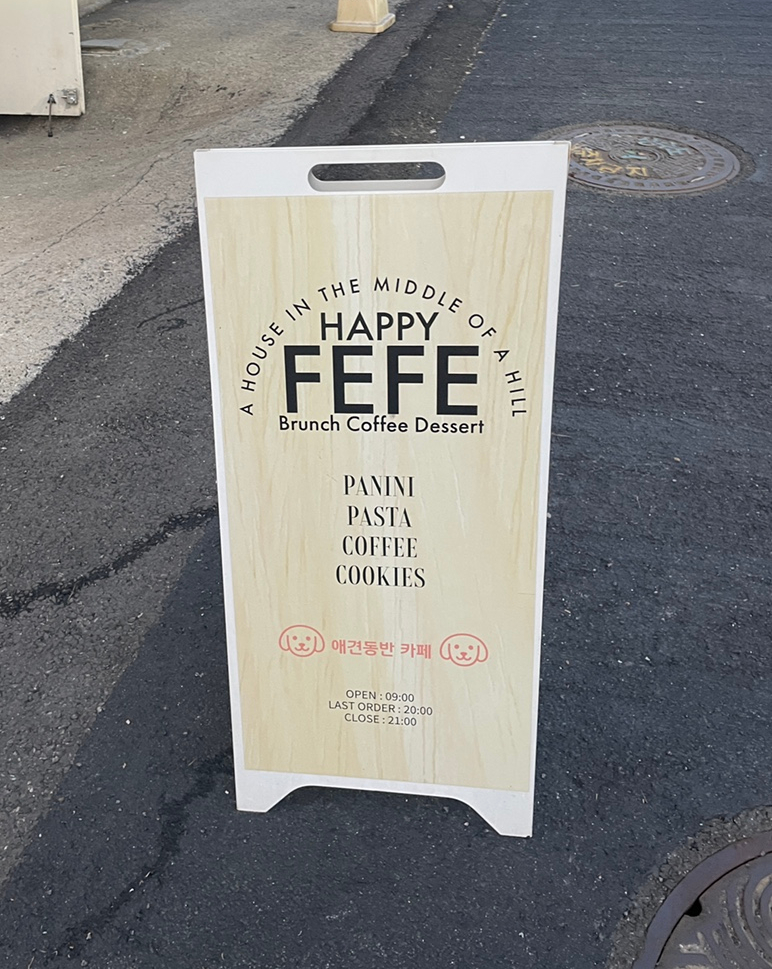 A HOUSE IN THE MIDDLE OF A HILL
HAPPY
FEFE
Brunch Coffee Dessert
PANINI
PASTA
COFFEE
COOKIES
애견동반 카페
OPEN : 09:00
LAST ORDER : 20:00
CLOSE : 21:00